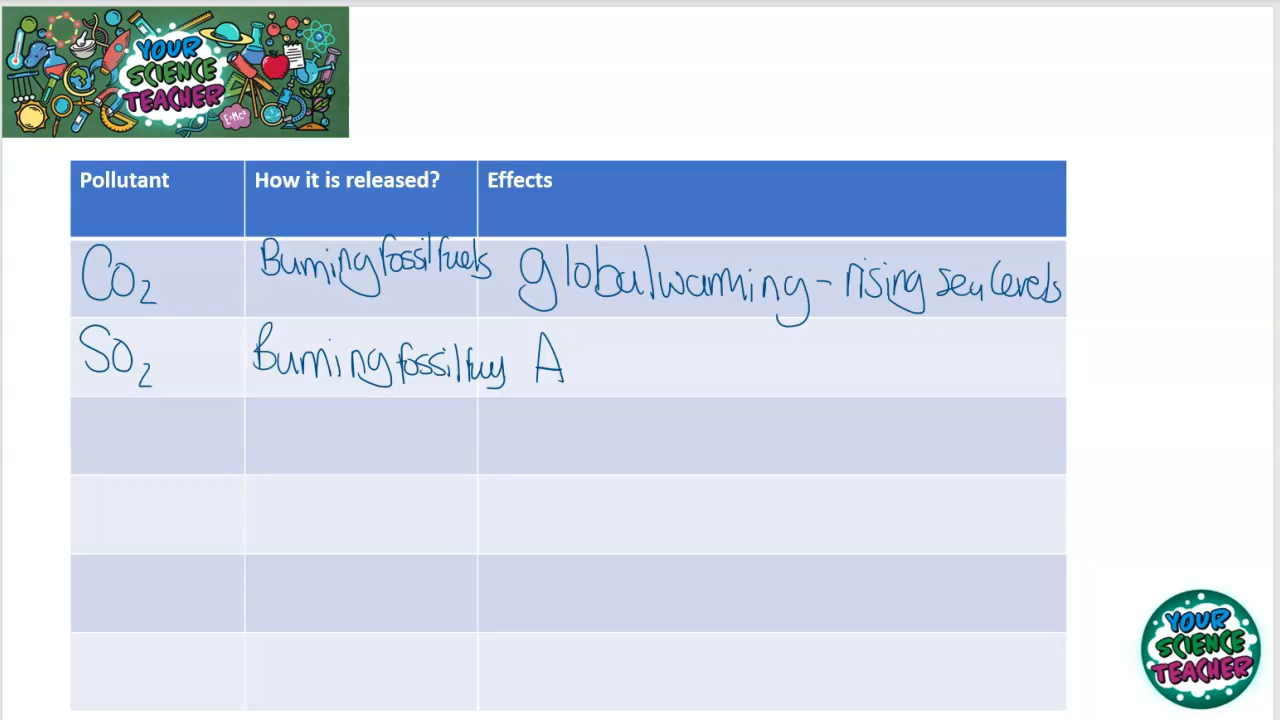 YOUR
SCIENCE
TEACHER
E=MC²
Pollutant How it is released? Effects
CO2 Burning fossil fuels global warming - rising sea levels
SO2 Burning fossil fuy A
YOUR
SCIENCE
TEACHER